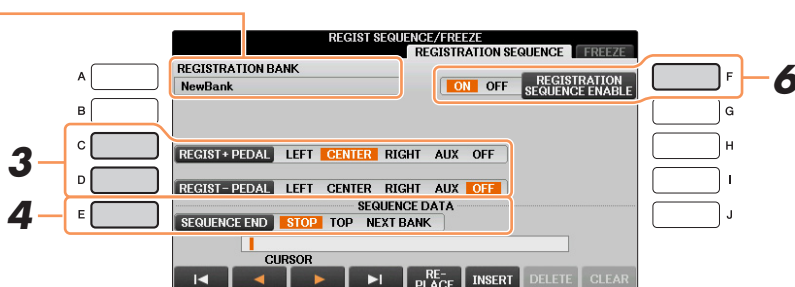 REGIST SEQUENCE/FREEZE
REGISTRATION SEQUENCE FREEZE
REGISTRATION BANK
NewBank
ON OFF REGISTRATION SEQUENCE ENABLE
A
B
C
D
E
F
G
H
I
J
3
4
6
REGIST+ PEDAL LEFT CENTER RIGHT AUX OFF
REGIST− PEDAL LEFT CENTER RIGHT AUX OFF
SEQUENCE DATA
SEQUENCE END STOP TOP NEXT BANK
CURSOR
RE-
PLACE INSERT DELETE CLEAR